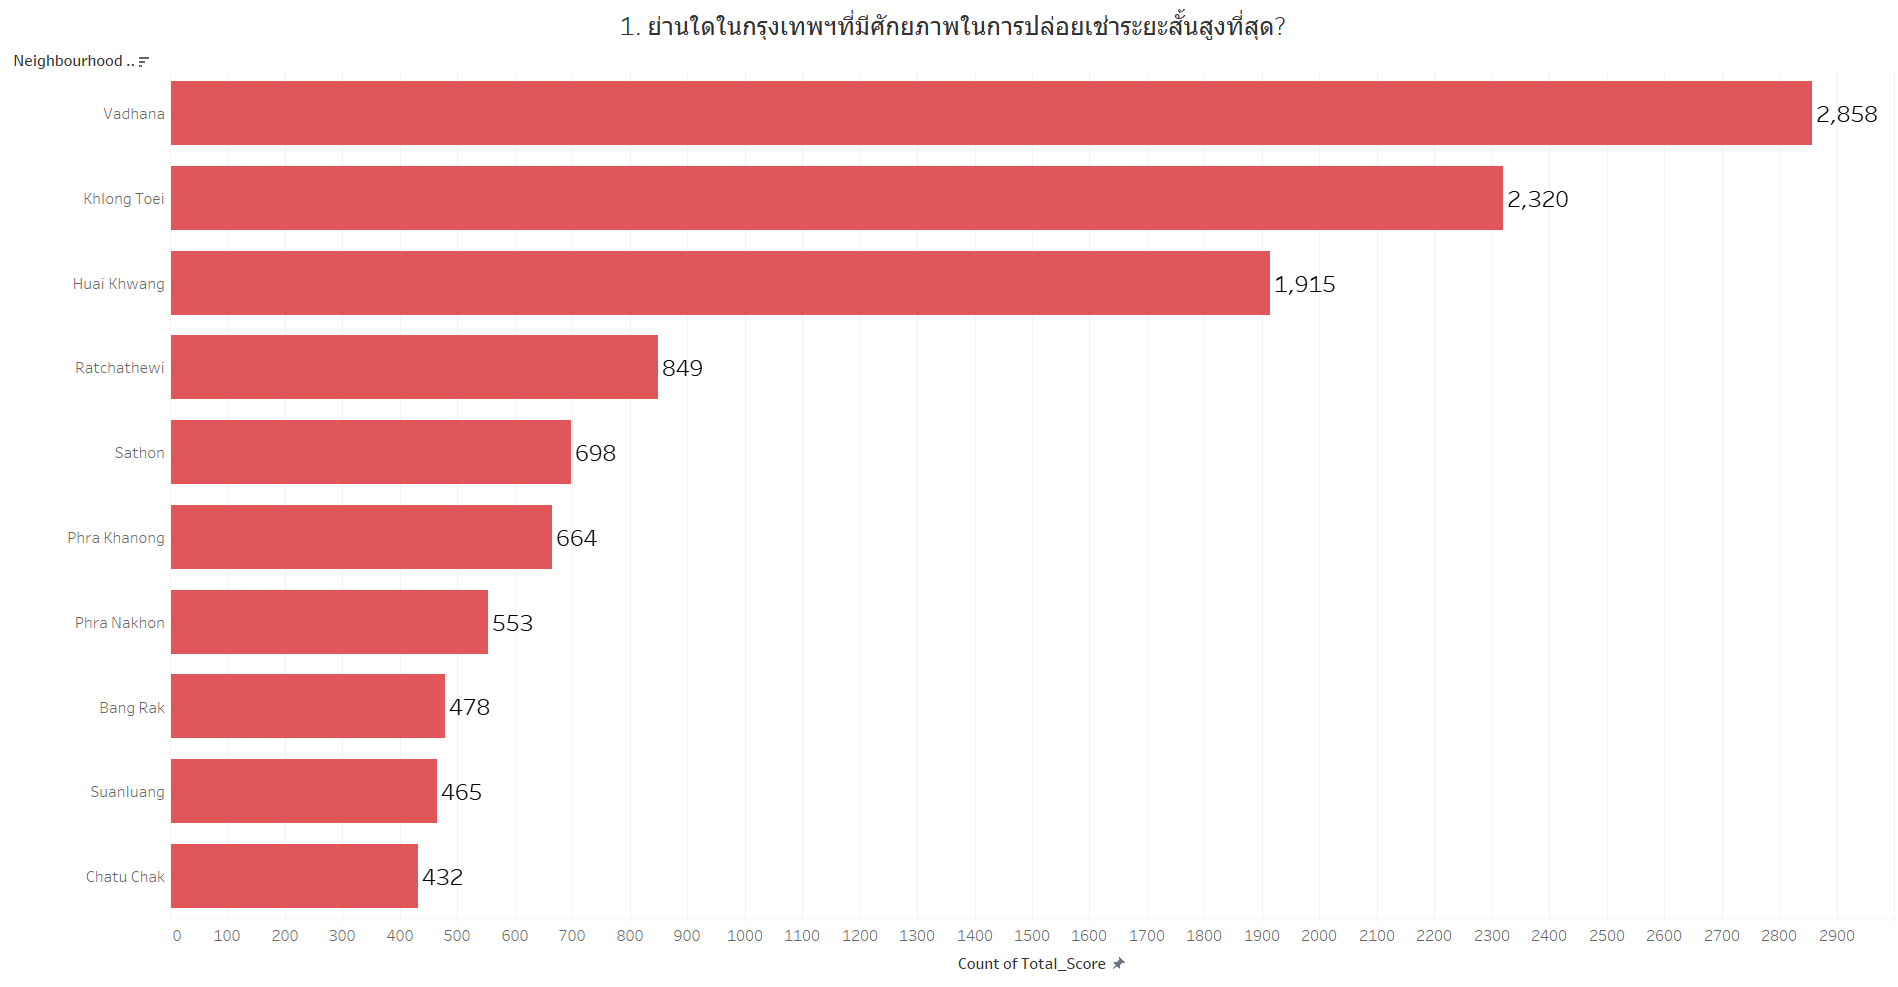 1. ย่านใดในกรุงเทพฯที่มีศักยภาพในการปล่อยเช่าระยะสั้นสูงที่สุด?
Neighbourhood ..
Vadhana 2,858
Khlong Toei 2,320
Huai Khwang 1,915
Ratchathewi 849
Sathon 698
Phra Khanong 664
Phra Nakhon 553
Bang Rak 478
Suanluang 465
Chatu Chak 432
0 100 200 300 400 500 600 700 800 900 1000 1100 1200 1300 1400 1500 1600 1700 1800 1900 2000 2100 2200 2300 2400 2500 2600 2700 2800 2900
Count of Total_Score